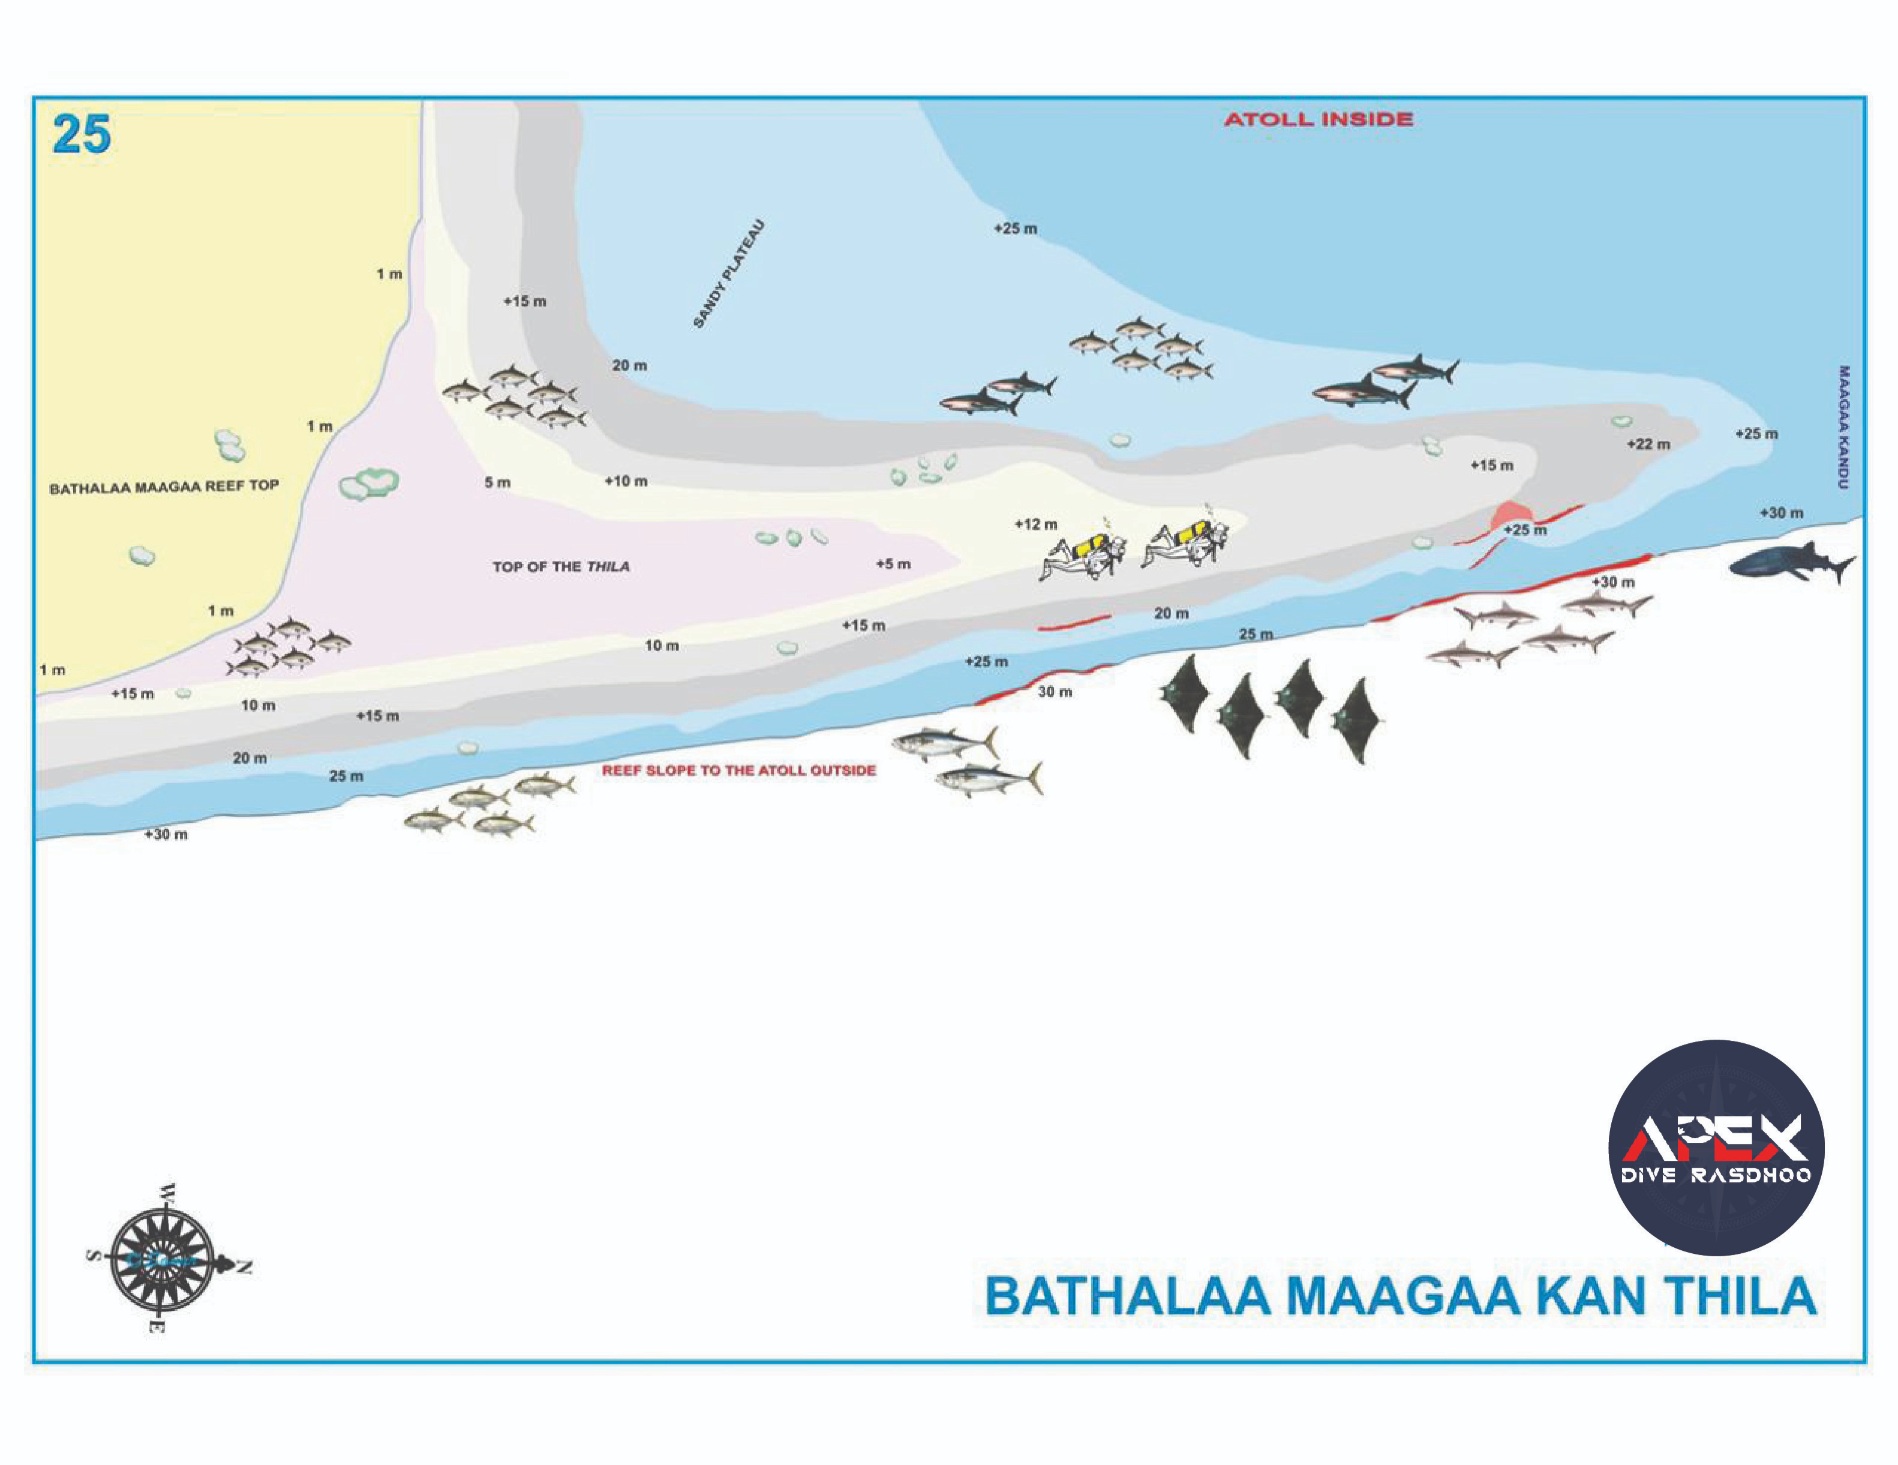 25
ATOLL INSIDE
+25 m
SANDY PLATEAU
1 m
+15 m
20 m
MAAGAA KANDU
1 m
+22 m
+25 m
+15 m
BATHALAA MAAGAA REEF TOP
5 m
+10 m
+12 m
+25 m
+30 m
TOP OF THE THILA
+5 m
+30 m
1 m
20 m
+15 m
25 m
10 m
+25 m
1 m
+15 m
30 m
10 m
+15 m
20 m
25 m
REEF SLOPE TO THE ATOLL OUTSIDE
+30 m
APEX
DIVE RASDHOO
W
S
N
E
BATHALAA MAAGAA KAN THILA